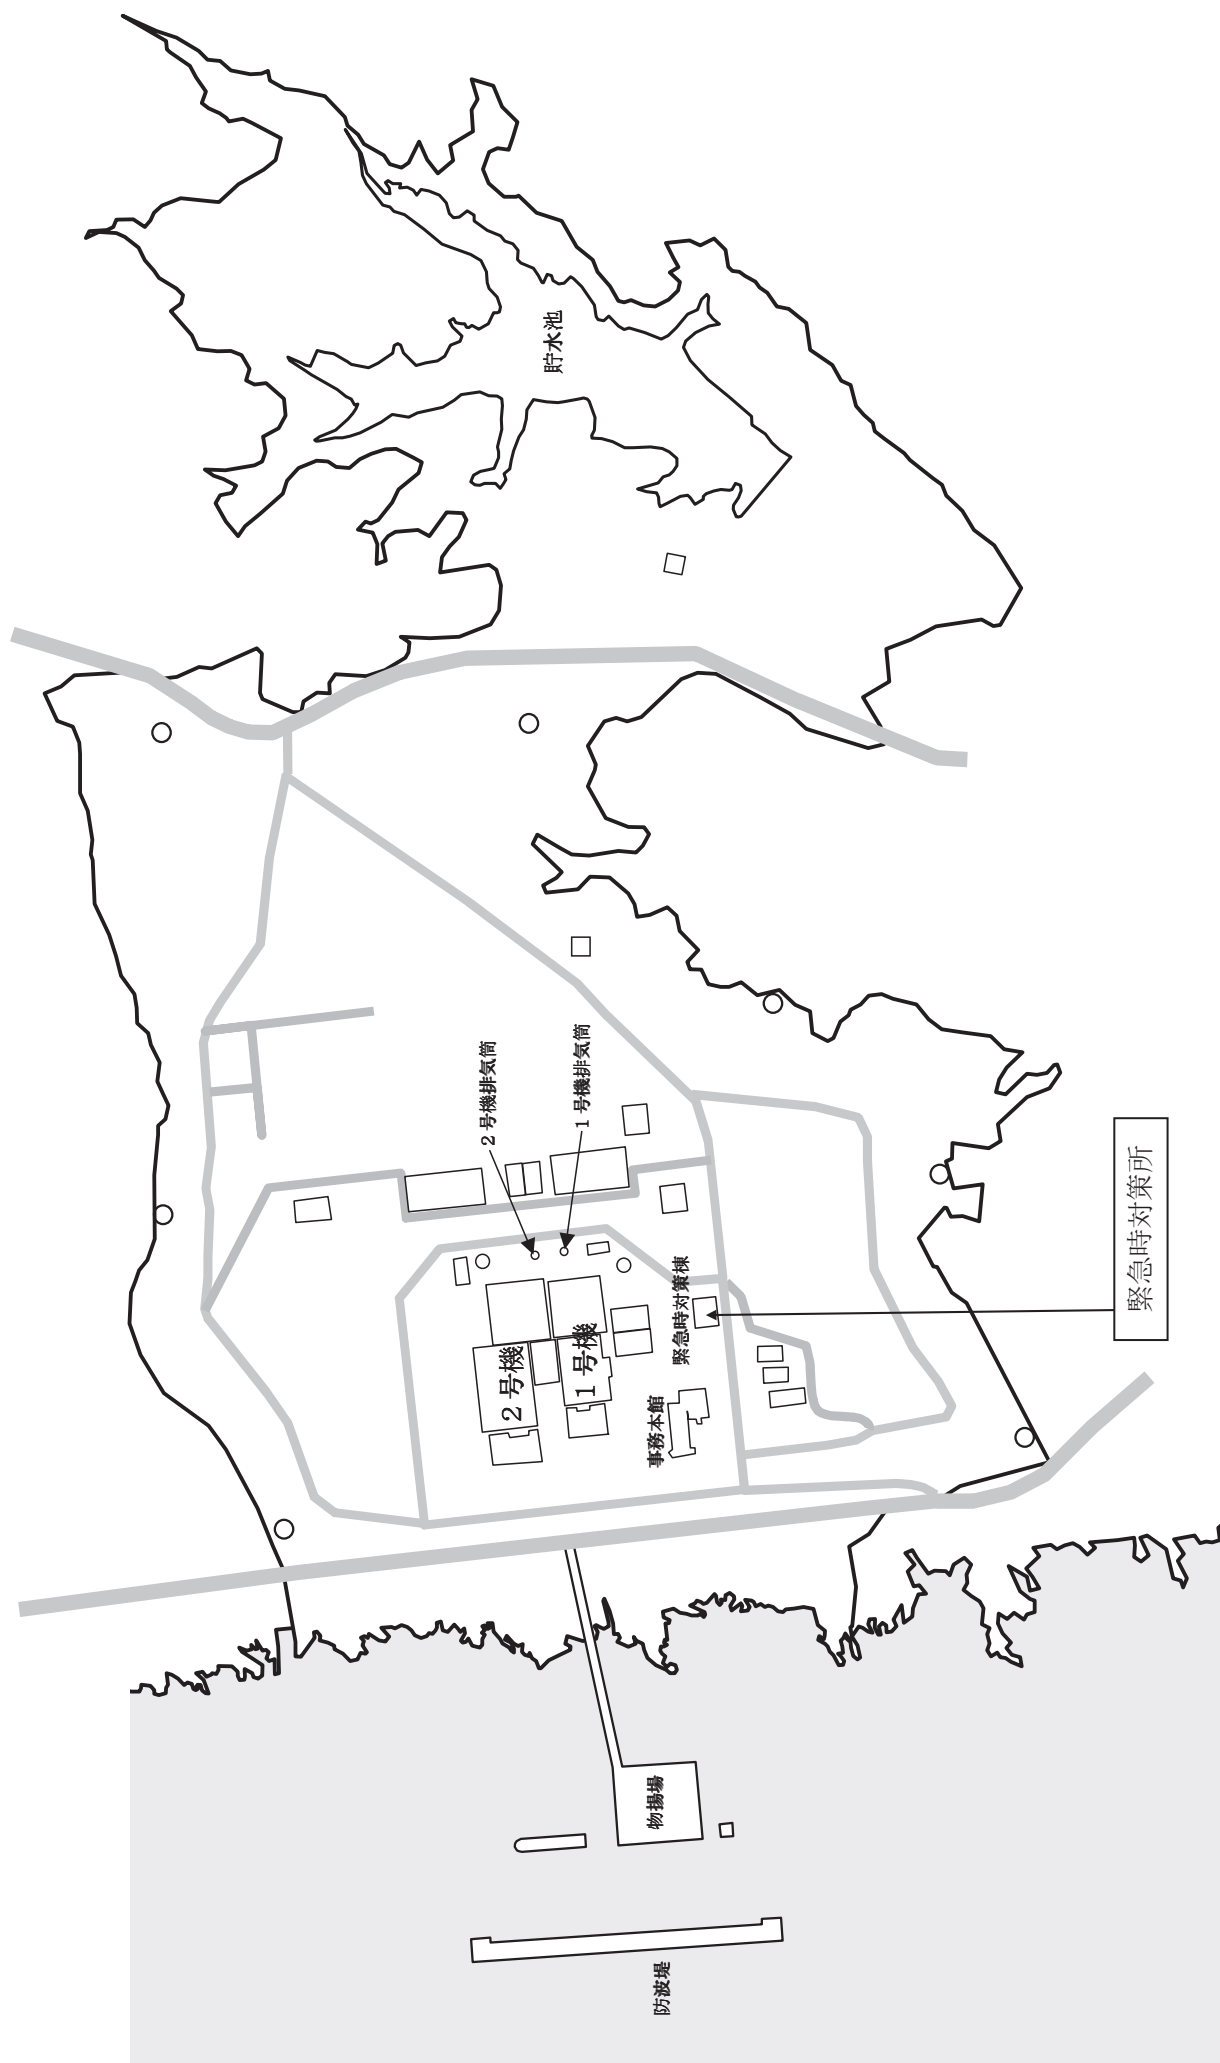 貯水池
2号機排気筒
1号機排気筒
2号機
1号機
緊急時対策棟
事務本館
緊急時対策所
物揚場
防波堤